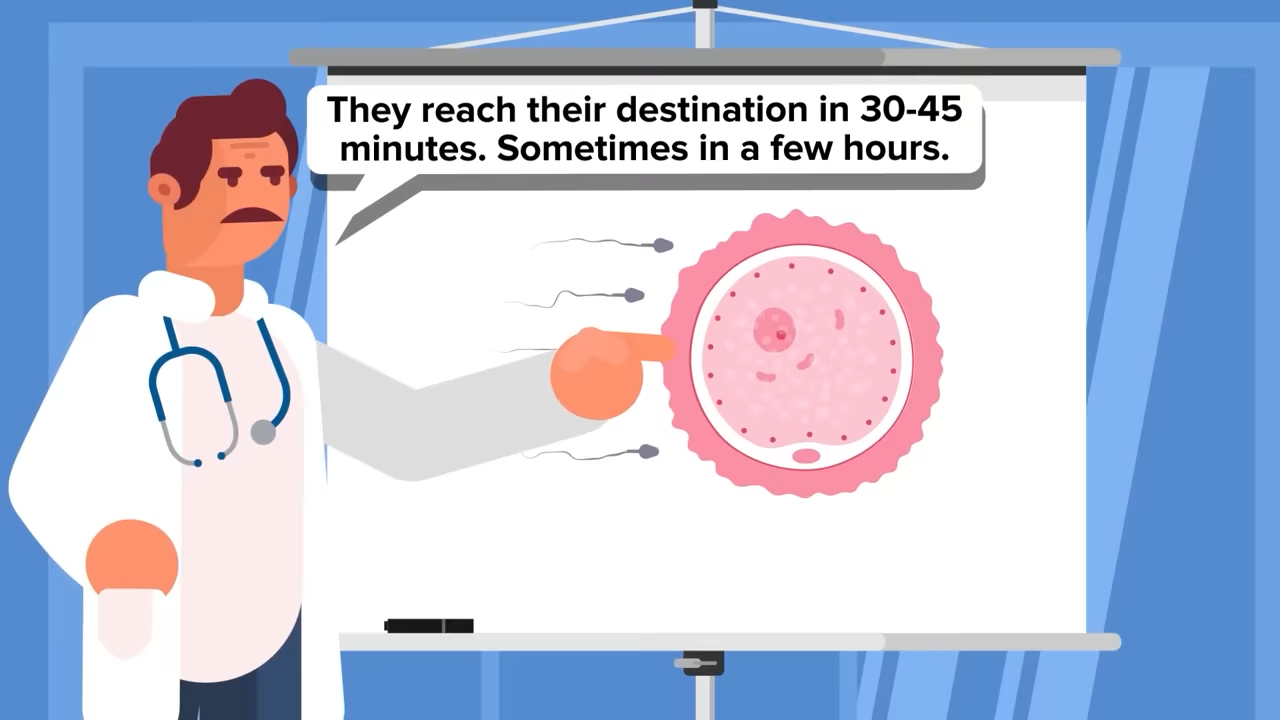 They reach their destination in 30-45
minutes. Sometimes in a few hours.